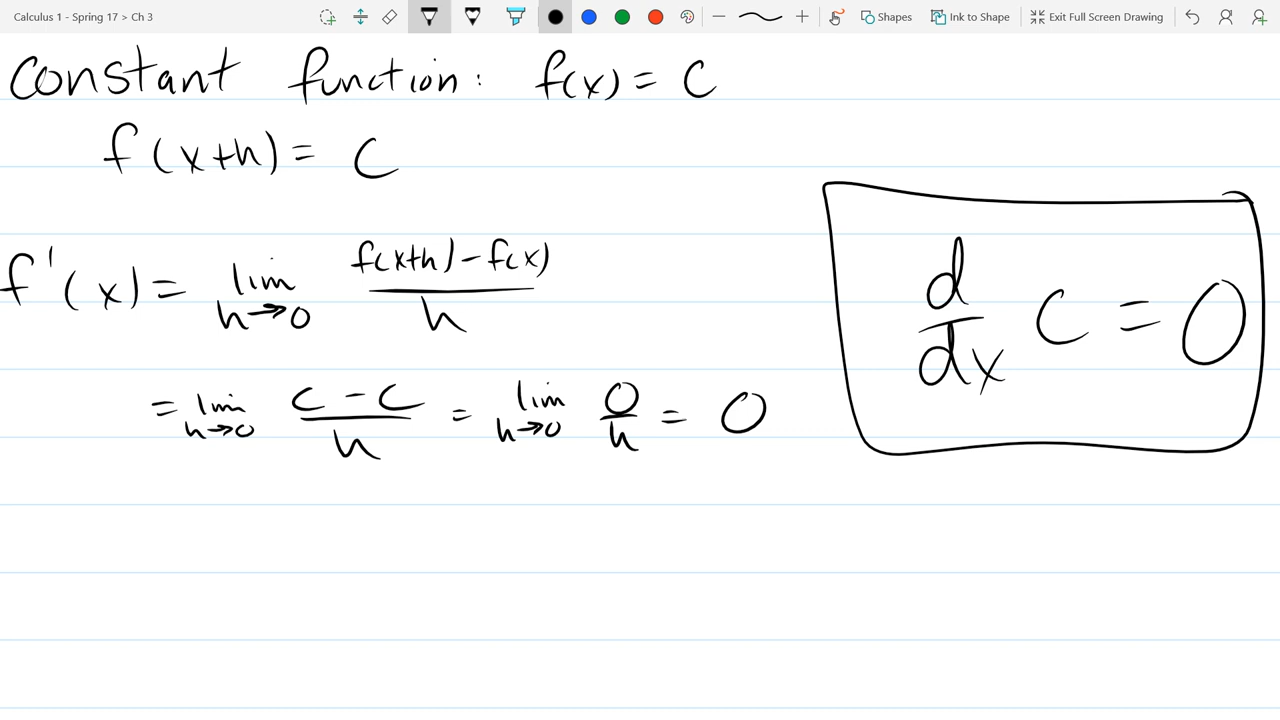 Calculus 1 - Spring 17 > Ch 3
Shapes
Ink to Shape
Exit Full Screen Drawing
Constant function: f(x) = C
f(x+h) = C
f'(x) = lim h→0 f(x+h) - f(x) / h
= lim h→0 C - C / h = lim h→0 0 / h = 0
d/dx C = 0